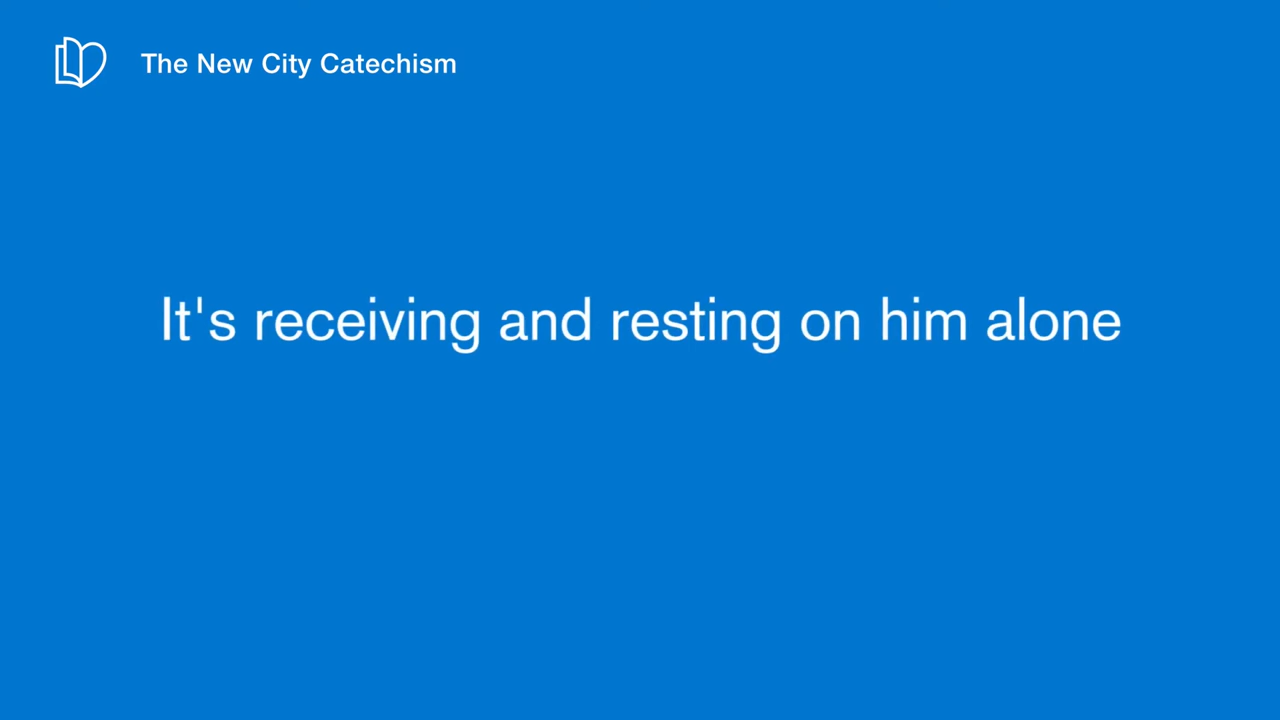 The New City Catechism
It's receiving and resting on him alone